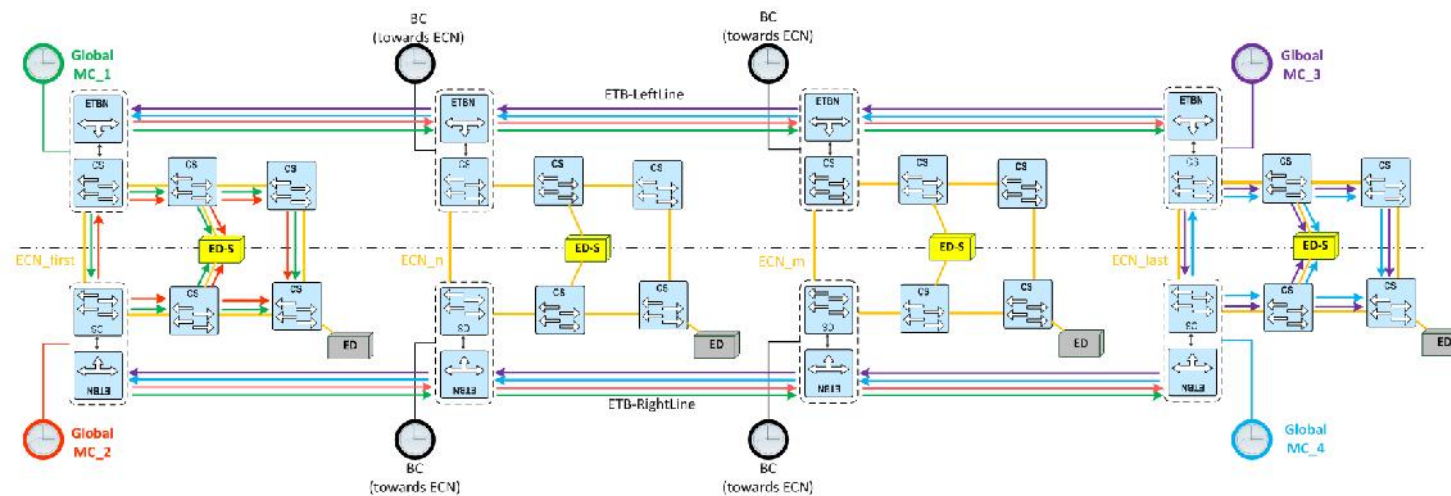 BC
(towards ECN)
BC
(towards ECN)
Global
MC_1
Glboal
MC_3
ETBN
ETBN
ETBN
ETBN
ETB-LeftLine
CS
CS
CS
CS
CS
CS
CS
CS
CS
CS
CS
CS
ECN_first
ED-S
ECN_n
ED-S
ECN_m
ED-S
ECN_last
ED-S
CS
CS
CS
CS
CS
CS
CS
CS
CS
CS
CS
CS
ED
ED
ED
ED
ETBN
ETBN
ETBN
ETBN
ETB-RightLine
Global
MC_2
Global
MC_4
BC
(towards ECN)
BC
(towards ECN)